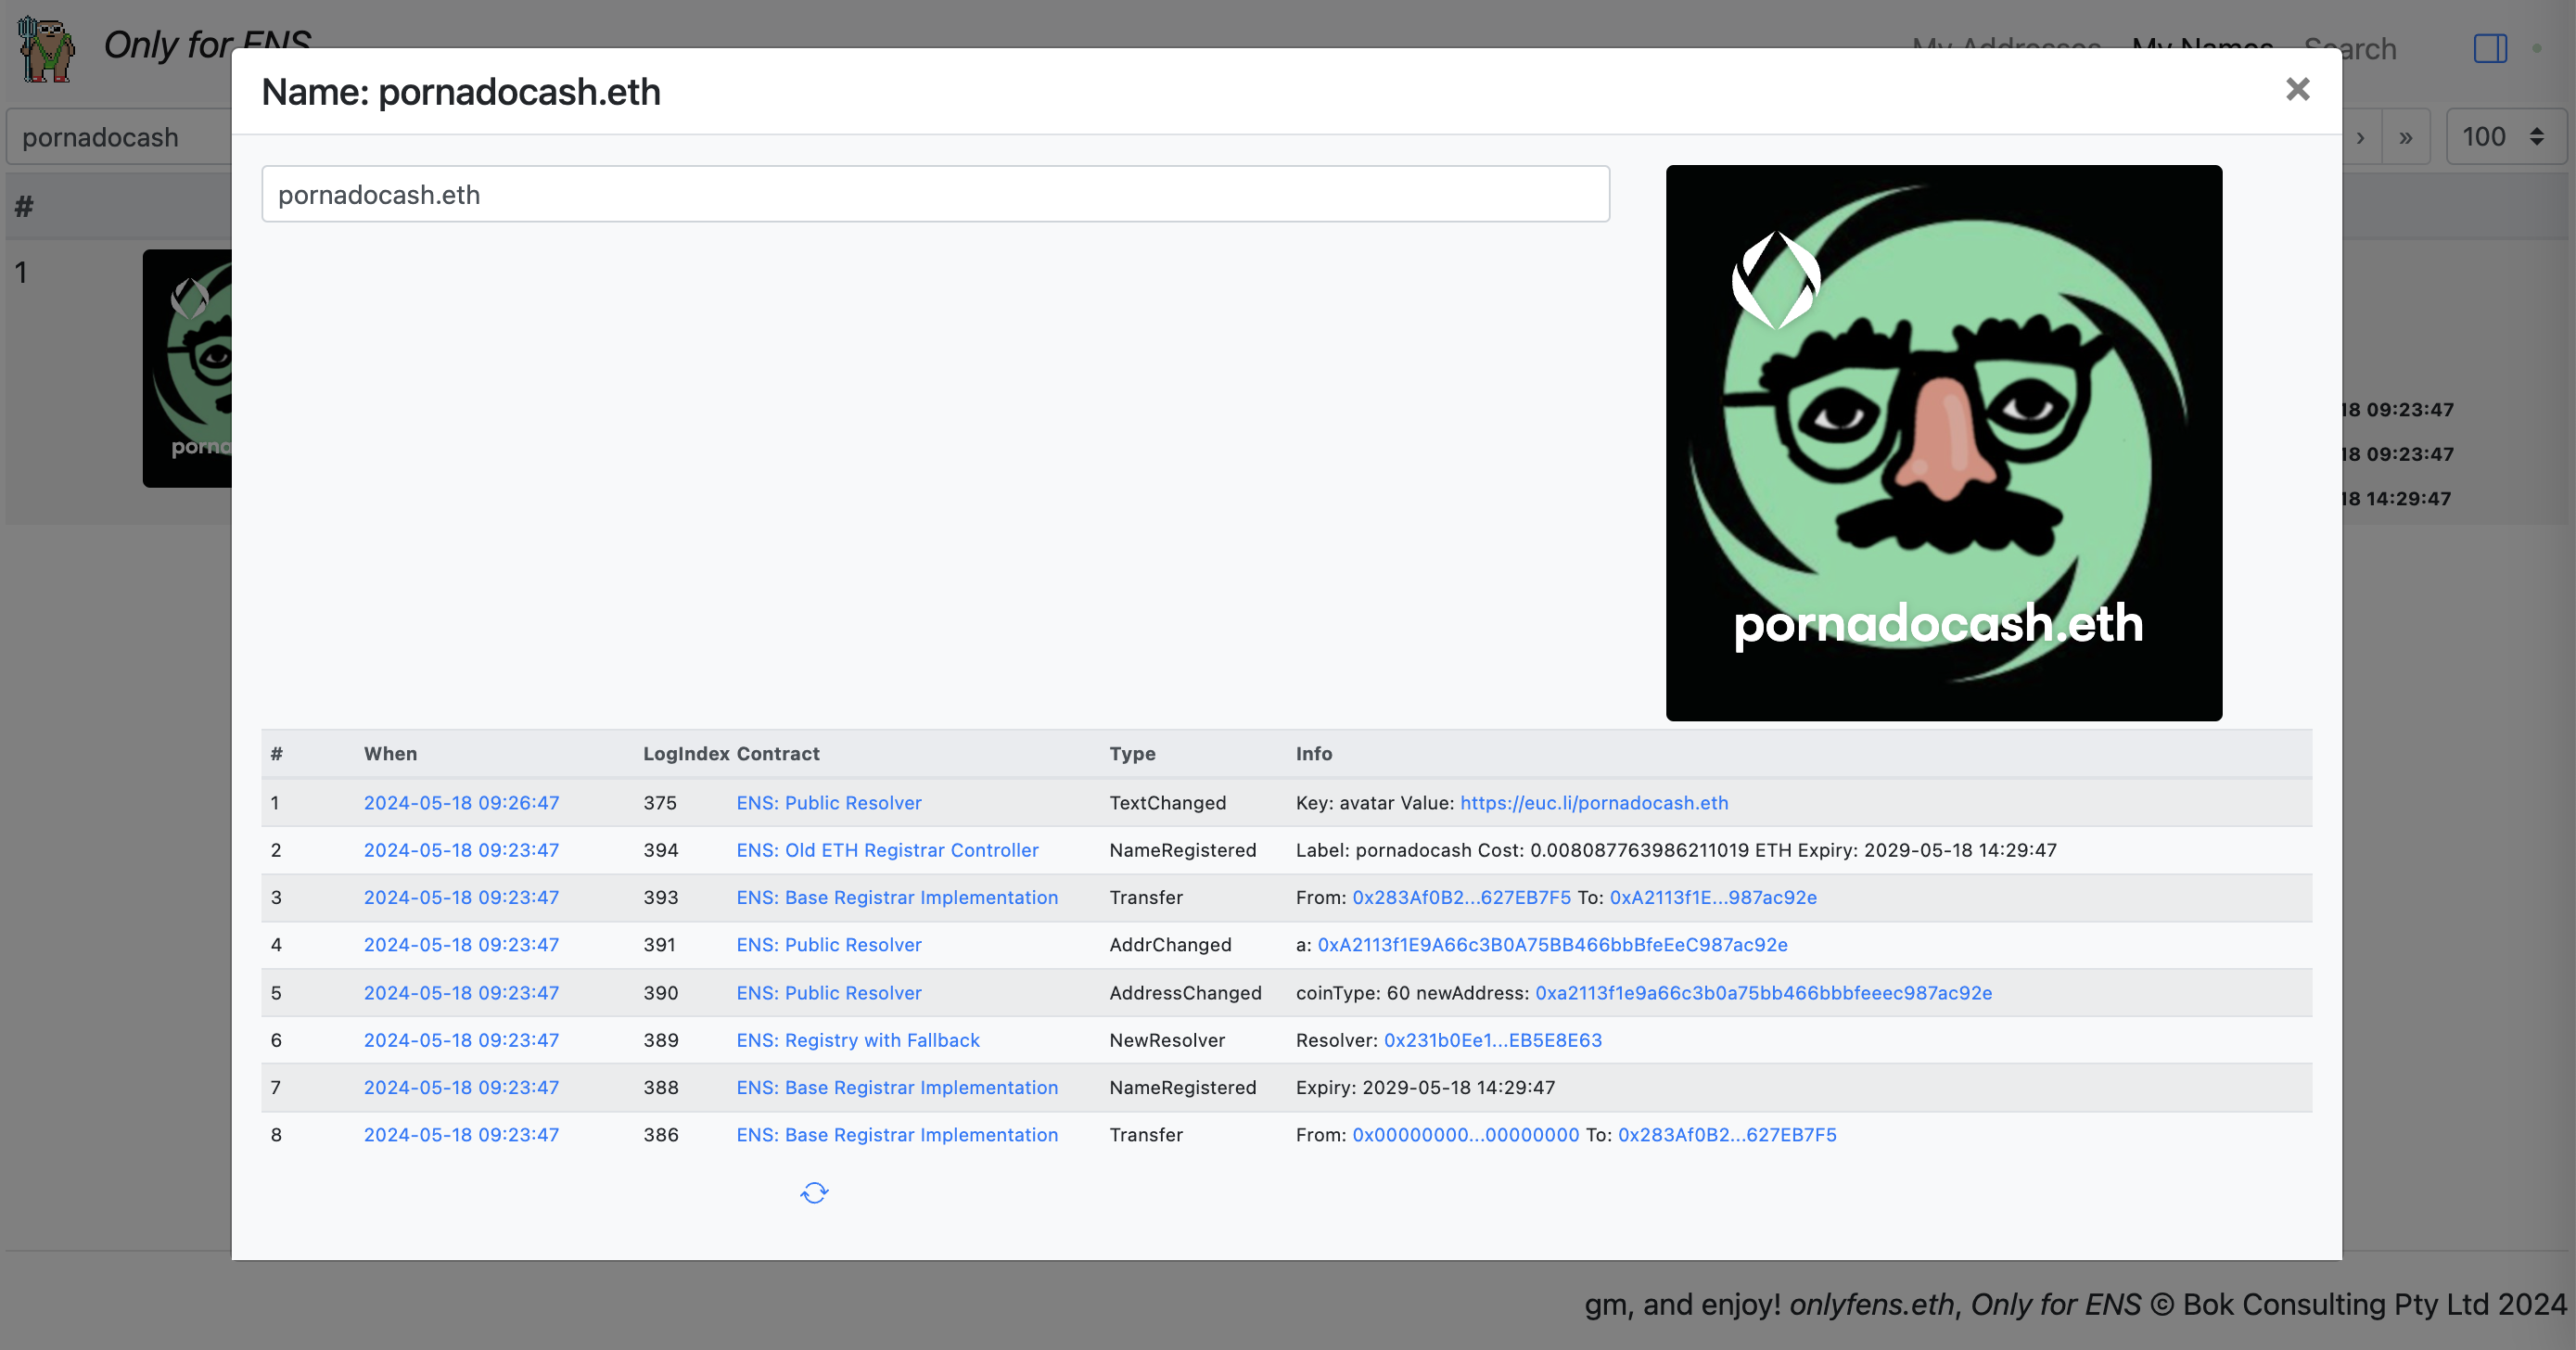 Only for ENS
My Addresses My Names Search
Name: pornadocash.eth
pornadocash
› » 100
pornadocash.eth
#
1
porna
pornadocash.eth
18 09:23:47
18 09:23:47
18 14:29:47
# When LogIndex Contract Type Info
1 2024-05-18 09:26:47 375 ENS: Public Resolver TextChanged Key: avatar Value: https://euc.li/pornadocash.eth
2 2024-05-18 09:23:47 394 ENS: Old ETH Registrar Controller NameRegistered Label: pornadocash Cost: 0.008087763986211019 ETH Expiry: 2029-05-18 14:29:47
3 2024-05-18 09:23:47 393 ENS: Base Registrar Implementation Transfer From: 0x283Af0B2...627EB7F5 To: 0xA2113f1E...987ac92e
4 2024-05-18 09:23:47 391 ENS: Public Resolver AddrChanged a: 0xA2113f1E9A66c3B0A75BB466bbBfeEeC987ac92e
5 2024-05-18 09:23:47 390 ENS: Public Resolver AddressChanged coinType: 60 newAddress: 0xa2113f1e9a66c3b0a75bb466bbbfeeec987ac92e
6 2024-05-18 09:23:47 389 ENS: Registry with Fallback NewResolver Resolver: 0x231b0Ee1...EB5E8E63
7 2024-05-18 09:23:47 388 ENS: Base Registrar Implementation NameRegistered Expiry: 2029-05-18 14:29:47
8 2024-05-18 09:23:47 386 ENS: Base Registrar Implementation Transfer From: 0x00000000...00000000 To: 0x283Af0B2...627EB7F5
gm, and enjoy! onlyfens.eth, Only for ENS © Bok Consulting Pty Ltd 2024